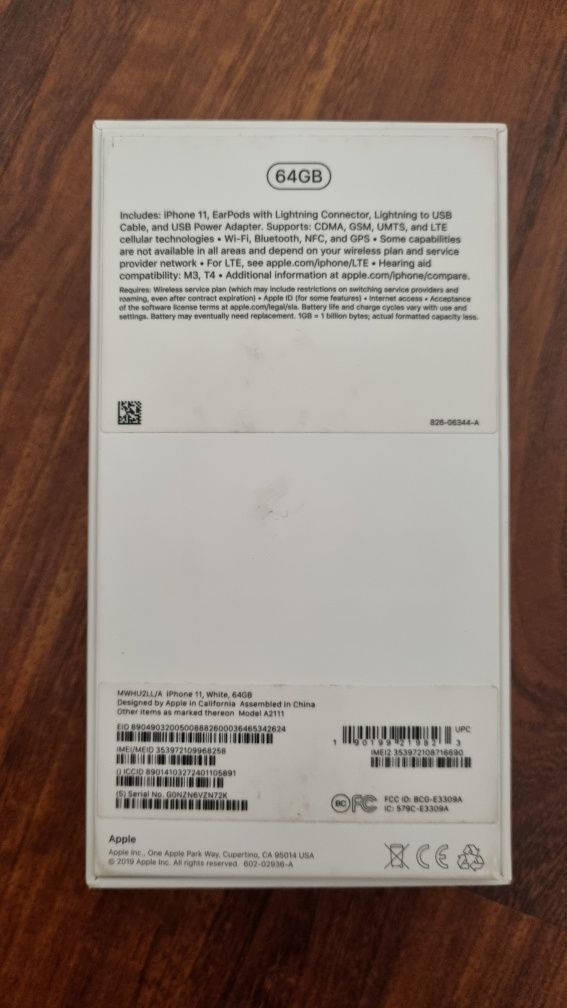 64GB
Includes: iPhone 11, EarPods with Lightning Connector, Lightning to USB
Cable, and USB Power Adapter. Supports: CDMA, GSM, UMTS, and LTE
cellular technologies • Wi-Fi, Bluetooth, NFC, and GPS • Some capabilities
are not available in all areas and depend on your wireless plan and service
provider network • For LTE, see apple.com/iphone/LTE • Hearing aid
compatibility: M3, T4 • Additional information at apple.com/iphone/compare.
Requires: Wireless service plan (which may include restrictions on switching service providers and
roaming, even after contract expiration) • Apple ID (for some features) • Internet access • Acceptance
of the software license terms at apple.com/legal/sla. Battery life and charge cycles vary with use and
settings. Battery may eventually need replacement. 1GB = 1 billion bytes; actual formatted capacity less.
826-06344-A
MWHU2LL/A iPhone 11, White, 64GB
Designed by Apple in California Assembled in China
Other items as marked thereon Model A2111
EID 89049032005008882600036465342624
UPC
1 90199 21982 3
IMEI/MEID 353972109968258
IMEI2 353972108716690
() ICCID 89014103272401105891
(S) Serial No. G0NZN6VZN72K
BC FC
FCC ID: BCG-E3309A
IC: 579C-E3309A
Apple
Apple Inc., One Apple Park Way, Cupertino, CA 95014 USA
© 2019 Apple Inc. All rights reserved. 602-02936-A
CE